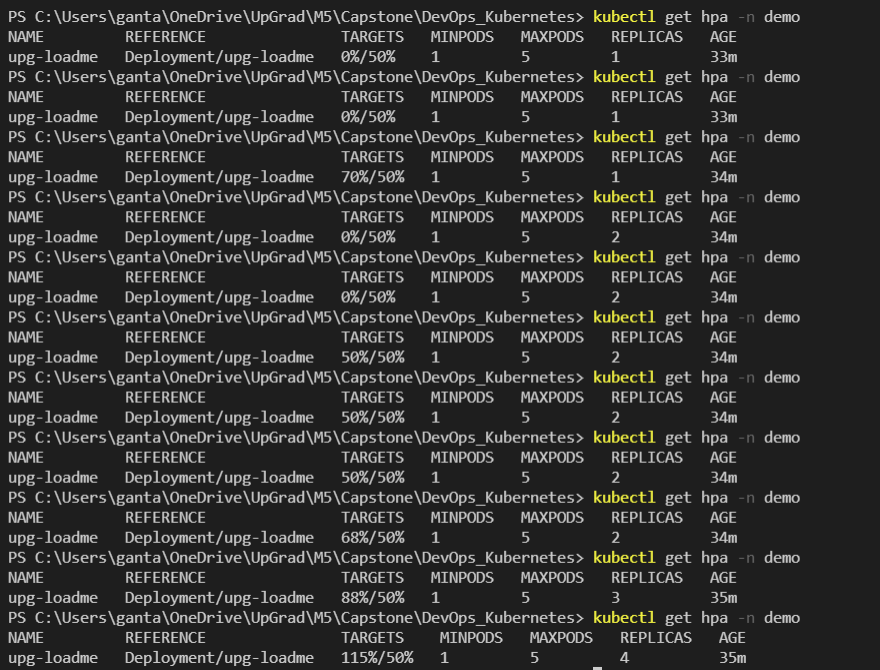 PS C:\Users\ganta\OneDrive\UpGrad\M5\Capstone\DevOps_Kubernetes> kubectl get hpa -n demo
NAME         REFERENCE               TARGETS   MINPODS   MAXPODS   REPLICAS   AGE
upg-loadme   Deployment/upg-loadme   0%/50%    1         5         1          33m
PS C:\Users\ganta\OneDrive\UpGrad\M5\Capstone\DevOps_Kubernetes> kubectl get hpa -n demo
NAME         REFERENCE               TARGETS   MINPODS   MAXPODS   REPLICAS   AGE
upg-loadme   Deployment/upg-loadme   0%/50%    1         5         1          33m
PS C:\Users\ganta\OneDrive\UpGrad\M5\Capstone\DevOps_Kubernetes> kubectl get hpa -n demo
NAME         REFERENCE               TARGETS   MINPODS   MAXPODS   REPLICAS   AGE
upg-loadme   Deployment/upg-loadme   70%/50%   1         5         1          34m
PS C:\Users\ganta\OneDrive\UpGrad\M5\Capstone\DevOps_Kubernetes> kubectl get hpa -n demo
NAME         REFERENCE               TARGETS   MINPODS   MAXPODS   REPLICAS   AGE
upg-loadme   Deployment/upg-loadme   0%/50%    1         5         2          34m
PS C:\Users\ganta\OneDrive\UpGrad\M5\Capstone\DevOps_Kubernetes> kubectl get hpa -n demo
NAME         REFERENCE               TARGETS   MINPODS   MAXPODS   REPLICAS   AGE
upg-loadme   Deployment/upg-loadme   0%/50%    1         5         2          34m
PS C:\Users\ganta\OneDrive\UpGrad\M5\Capstone\DevOps_Kubernetes> kubectl get hpa -n demo
NAME         REFERENCE               TARGETS   MINPODS   MAXPODS   REPLICAS   AGE
upg-loadme   Deployment/upg-loadme   50%/50%   1         5         2          34m
PS C:\Users\ganta\OneDrive\UpGrad\M5\Capstone\DevOps_Kubernetes> kubectl get hpa -n demo
NAME         REFERENCE               TARGETS   MINPODS   MAXPODS   REPLICAS   AGE
upg-loadme   Deployment/upg-loadme   50%/50%   1         5         2          34m
PS C:\Users\ganta\OneDrive\UpGrad\M5\Capstone\DevOps_Kubernetes> kubectl get hpa -n demo
NAME         REFERENCE               TARGETS   MINPODS   MAXPODS   REPLICAS   AGE
upg-loadme   Deployment/upg-loadme   50%/50%   1         5         2          34m
PS C:\Users\ganta\OneDrive\UpGrad\M5\Capstone\DevOps_Kubernetes> kubectl get hpa -n demo
NAME         REFERENCE               TARGETS   MINPODS   MAXPODS   REPLICAS   AGE
upg-loadme   Deployment/upg-loadme   68%/50%   1         5         2          34m
PS C:\Users\ganta\OneDrive\UpGrad\M5\Capstone\DevOps_Kubernetes> kubectl get hpa -n demo
NAME         REFERENCE               TARGETS   MINPODS   MAXPODS   REPLICAS   AGE
upg-loadme   Deployment/upg-loadme   88%/50%   1         5         3          35m
PS C:\Users\ganta\OneDrive\UpGrad\M5\Capstone\DevOps_Kubernetes> kubectl get hpa -n demo
NAME         REFERENCE               TARGETS    MINPODS   MAXPODS   REPLICAS   AGE
upg-loadme   Deployment/upg-loadme   115%/50%   1         5         4          35m